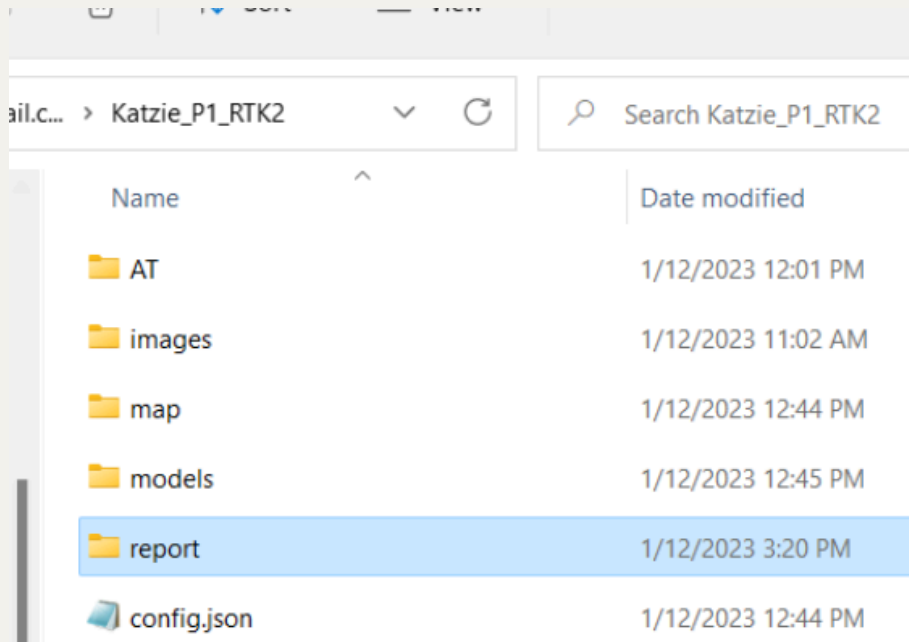 ail.c... > Katzie_P1_RTK2 Search Katzie_P1_RTK2
Name Date modified
AT 1/12/2023 12:01 PM
images 1/12/2023 11:02 AM
map 1/12/2023 12:44 PM
models 1/12/2023 12:45 PM
report 1/12/2023 3:20 PM
config.json 1/12/2023 12:44 PM